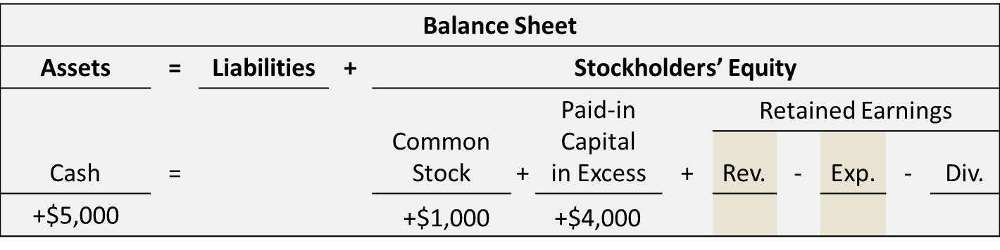 Balance Sheet
Assets = Liabilities + Stockholders’ Equity
Paid-in
Retained Earnings
Common Capital
Cash = Stock + in Excess + Rev. - Exp. - Div.
+$5,000 +$1,000 +$4,000